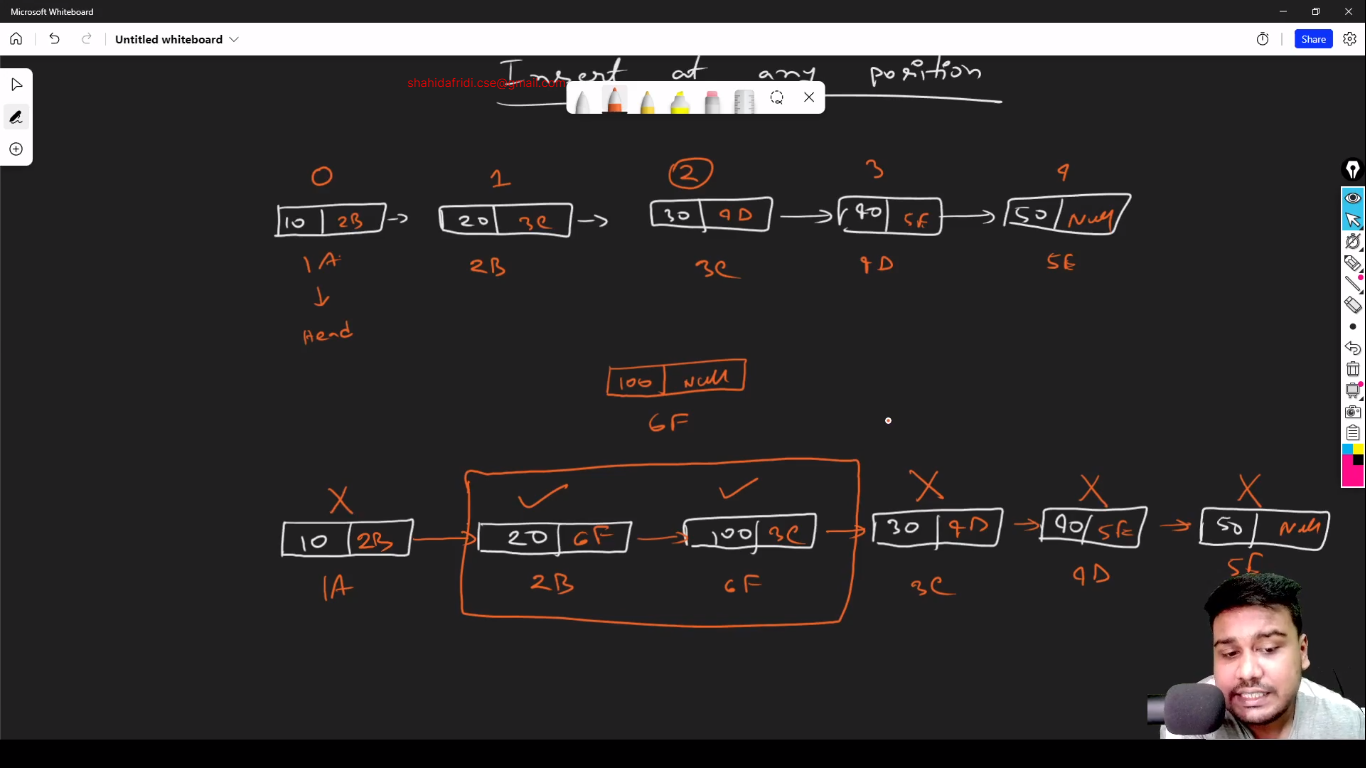 Microsoft Whiteboard
Untitled whiteboard
Share
Insert at any position
shahidafridi.cse@gmail.com
0 1 2 3 4
10 2B 20 3C 30 4D 40 5E 50 Null
1A 2B 3C 4D 5E
Head
100 Null
6F
10 2B 20 6F 100 3C 30 4D 40 5E 50 Null
1A 2B 6F 3C 4D 5E